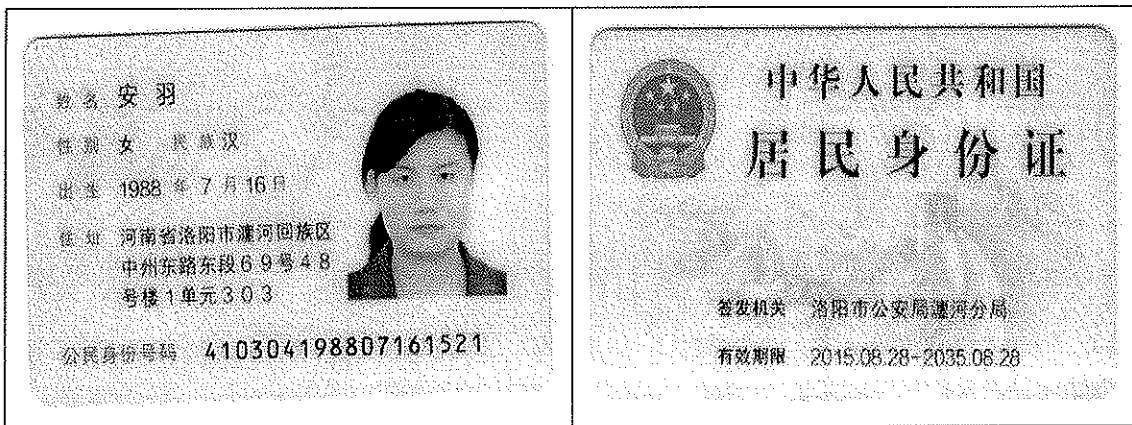 姓名 安羽
性别 女 民族 汉
出生 1988 年 7 月 16 日
住址 河南省洛阳市瀍河回族区
中州东路东段69号48
号楼1单元303
公民身份号码 410304198807161521
中华人民共和国
居民身份证
签发机关 洛阳市公安局瀍河分局
有效期限 2015.08.28-2035.08.28